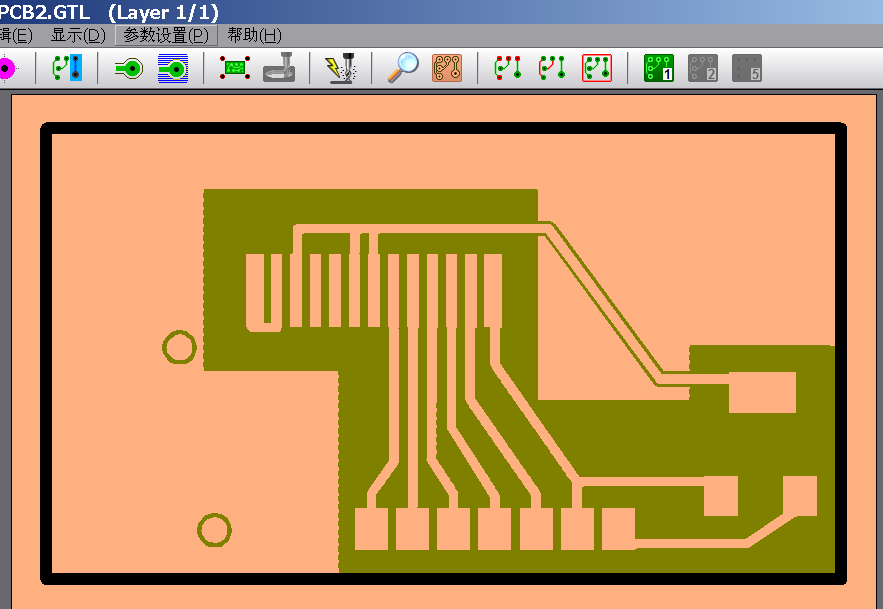 PCB2.GTL (Layer 1/1)
辑(E) 显示(D) 参数设置(P) 帮助(H)
1 2 5